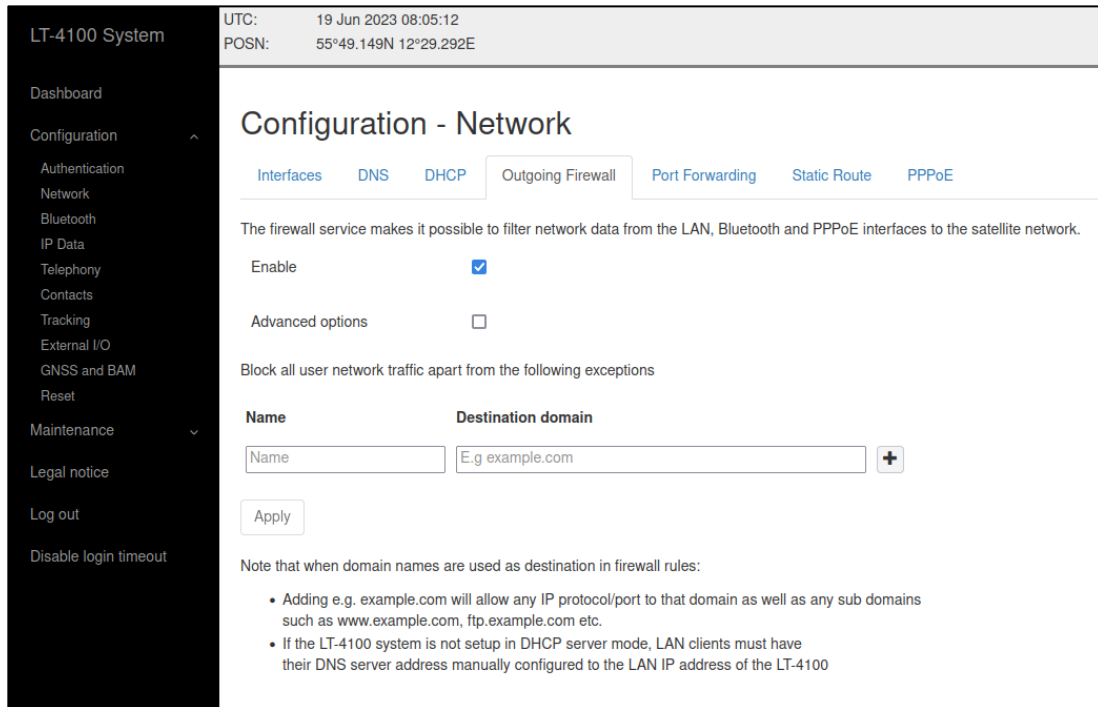 LT-4100 System
UTC: 19 Jun 2023 08:05:12
POSN: 55°49.149N 12°29.292E
Dashboard
Configuration
Authentication
Network
Bluetooth
IP Data
Telephony
Contacts
Tracking
External I/O
GNSS and BAM
Reset
Maintenance
Legal notice
Log out
Disable login timeout
Configuration - Network
Interfaces DNS DHCP Outgoing Firewall Port Forwarding Static Route PPPoE
The firewall service makes it possible to filter network data from the LAN, Bluetooth and PPPoE interfaces to the satellite network.
Enable
Advanced options
Block all user network traffic apart from the following exceptions
Name Destination domain
Name E.g example.com
Apply
Note that when domain names are used as destination in firewall rules:
• Adding e.g. example.com will allow any IP protocol/port to that domain as well as any sub domains
such as www.example.com, ftp.example.com etc.
• If the LT-4100 system is not setup in DHCP server mode, LAN clients must have
their DNS server address manually configured to the LAN IP address of the LT-4100